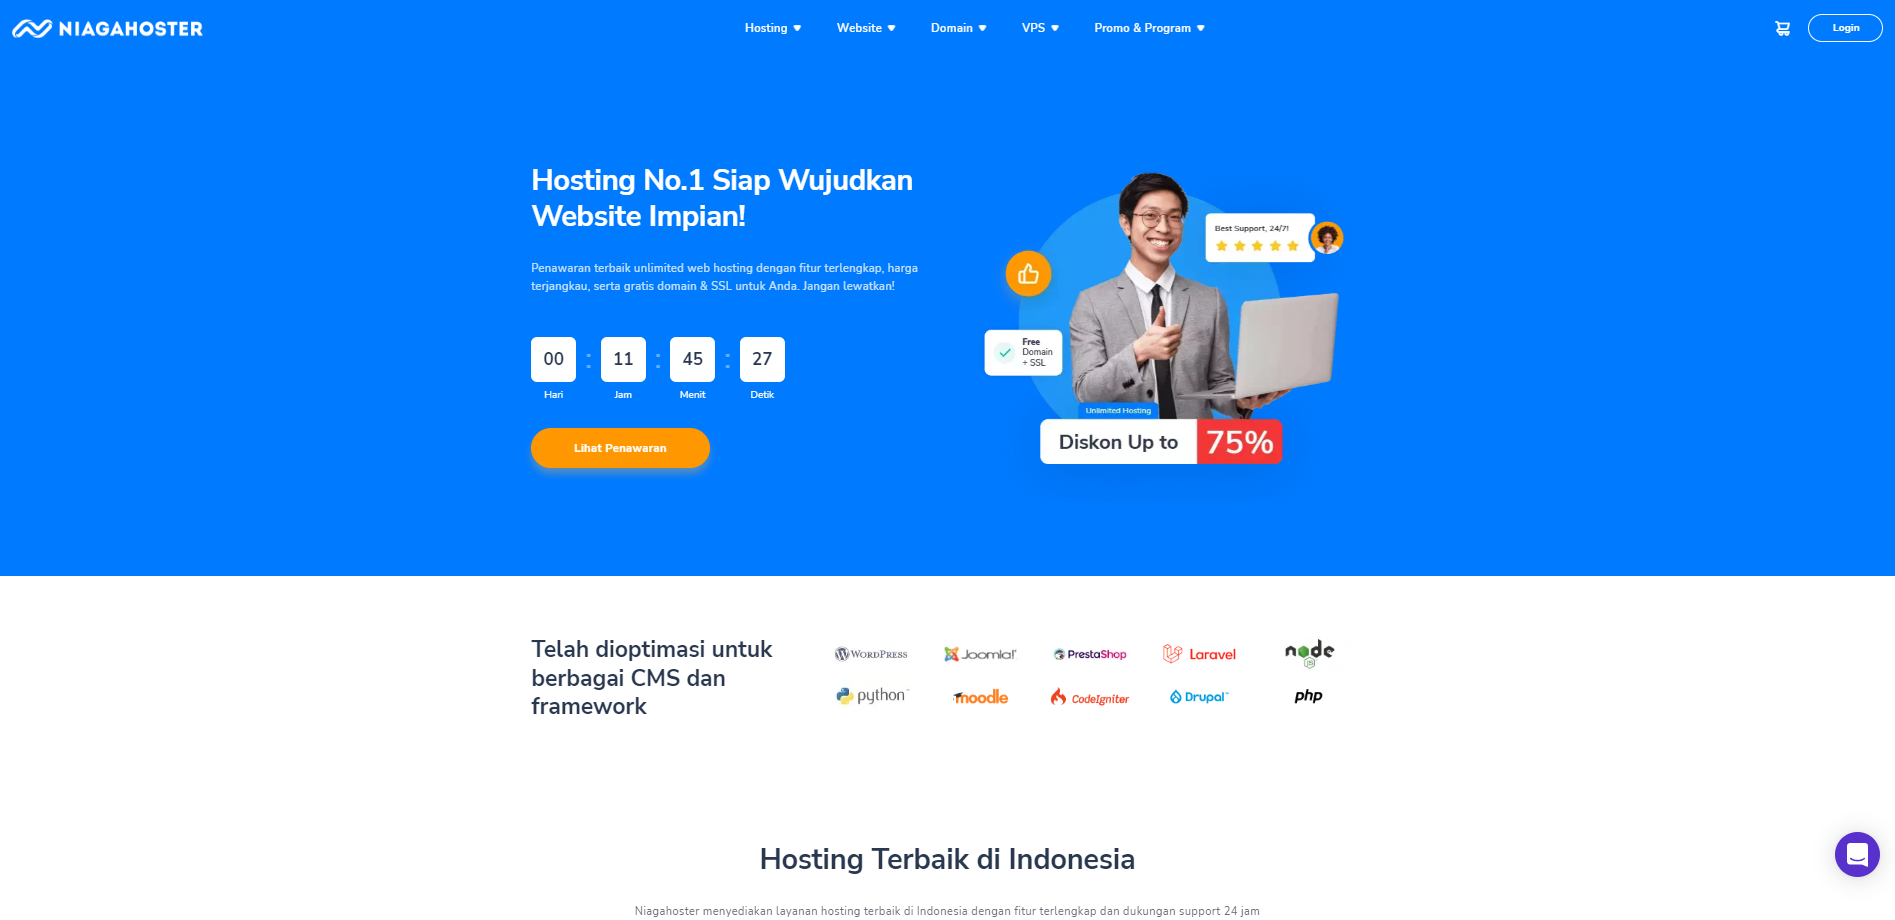 NIAGAHOSTER
Hosting
Website
Domain
VPS
Promo & Program
Login
Hosting No.1 Siap Wujudkan
Website Impian!
Penawaran terbaik unlimited web hosting dengan fitur terlengkap, harga
terjangkau, serta gratis domain & SSL untuk Anda. Jangan lewatkan!
00 : 11 : 45 : 27
Hari Jam Menit Detik
Lihat Penawaran
Best Support, 24/7!
Free
Domain
+ SSL
Unlimited Hosting
Diskon Up to 75%
Telah dioptimasi untuk
berbagai CMS dan
framework
WORDPRESS Joomla! PrestaShop Laravel node JS
python moodle CodeIgniter Drupal php
Hosting Terbaik di Indonesia
Niagahoster menyediakan layanan hosting terbaik di Indonesia dengan fitur terlengkap dan dukungan support 24 jam